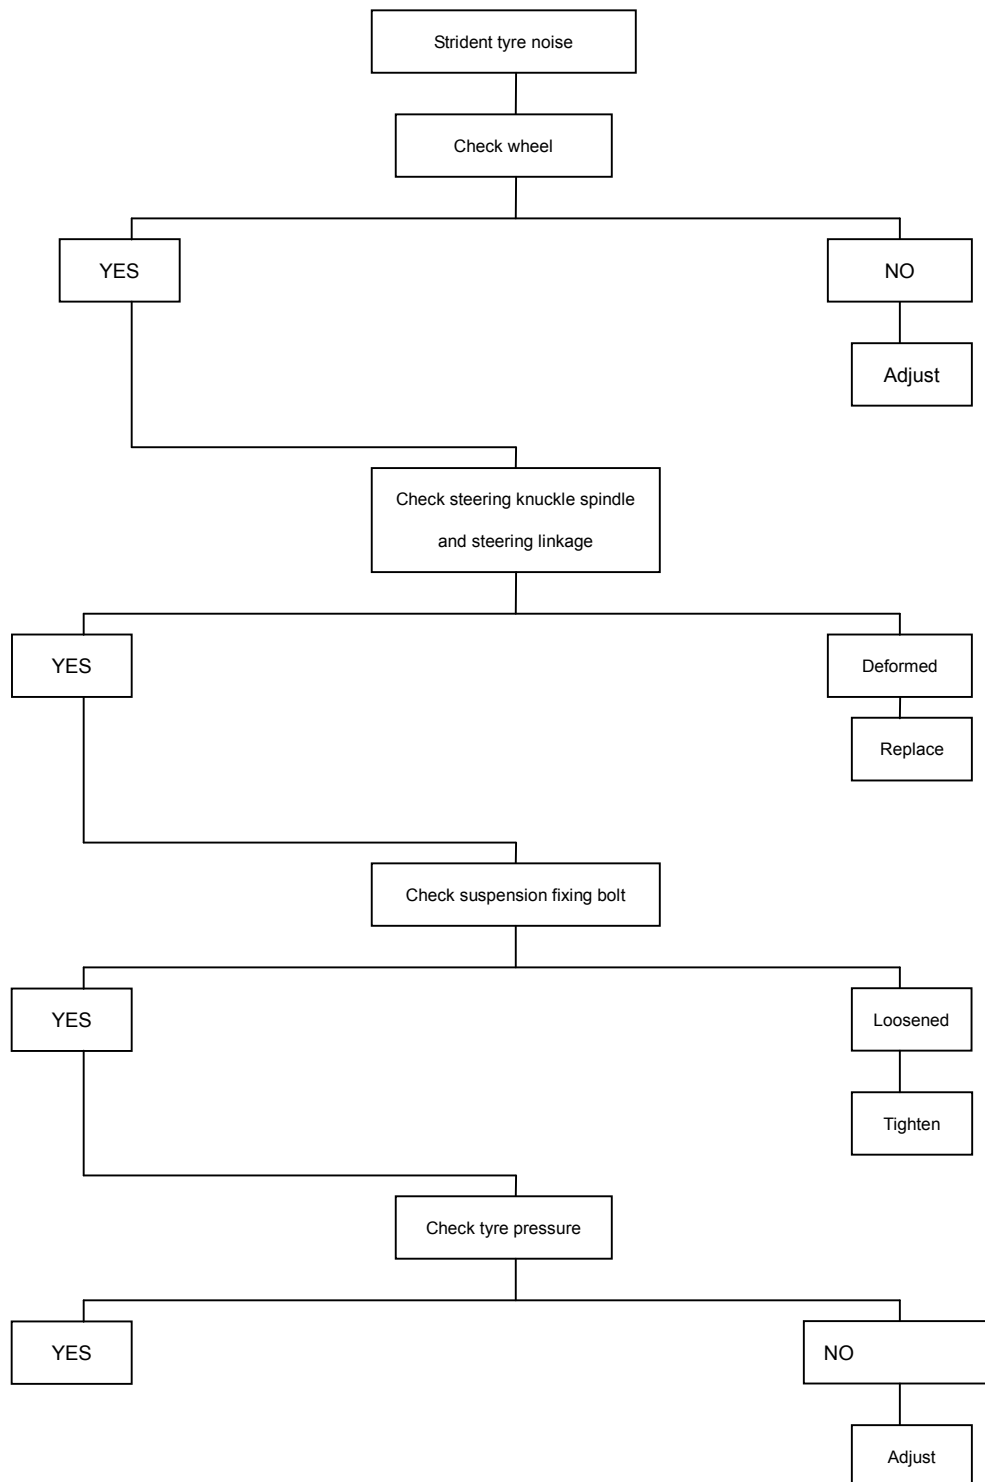 Strident tyre noise
Check wheel
YES
NO
Adjust
Check steering knuckle spindle
and steering linkage
YES
Deformed
Replace
Check suspension fixing bolt
YES
Loosened
Tighten
Check tyre pressure
YES
NO
Adjust